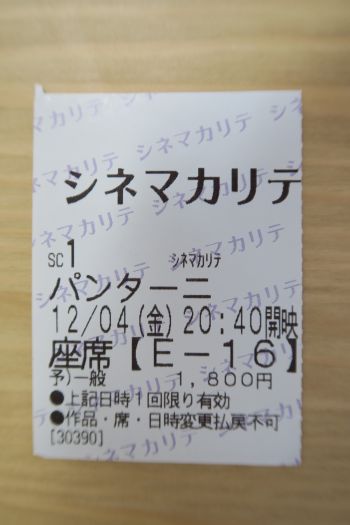 シネマカリテ
SC 1 シネマカリテ
パンターニ
12/04(金) 20:40開映
座席【E-16】
予)一般 1,800円
●上記日時1回限り有効
●作品・席・日時変更払戻不可
[30390]